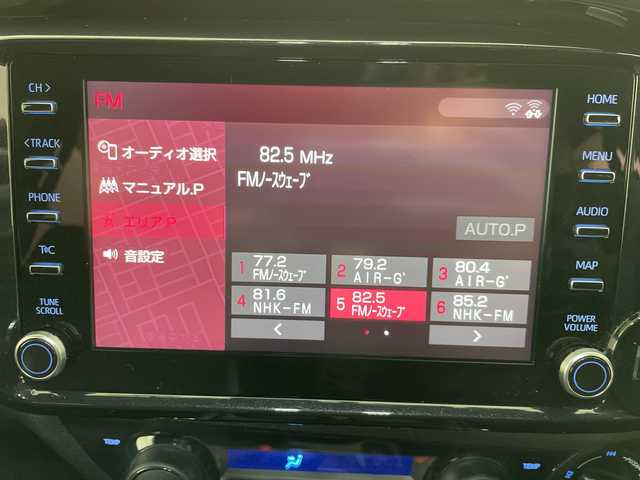 CH >
<TRACK
PHONE
T℃
TUNE
SCROLL
FM
オーディオ選択
マニュアル.P
エリア.P
音設定
82.5 MHz
FMﾉｰｽｳｪｰﾌﾞ
AUTO.P
1 77.2
FMﾉｰｽｳｪｰﾌﾞ
2 79.2
AIR-G'
3 80.4
AIR-G'
4 81.6
NHK-FM
5 82.5
FMﾉｰｽｳｪｰﾌﾞ
6 85.2
NHK-FM
<
>
HOME
MENU
AUDIO
MAP
POWER
VOLUME
TEMP
TEMP